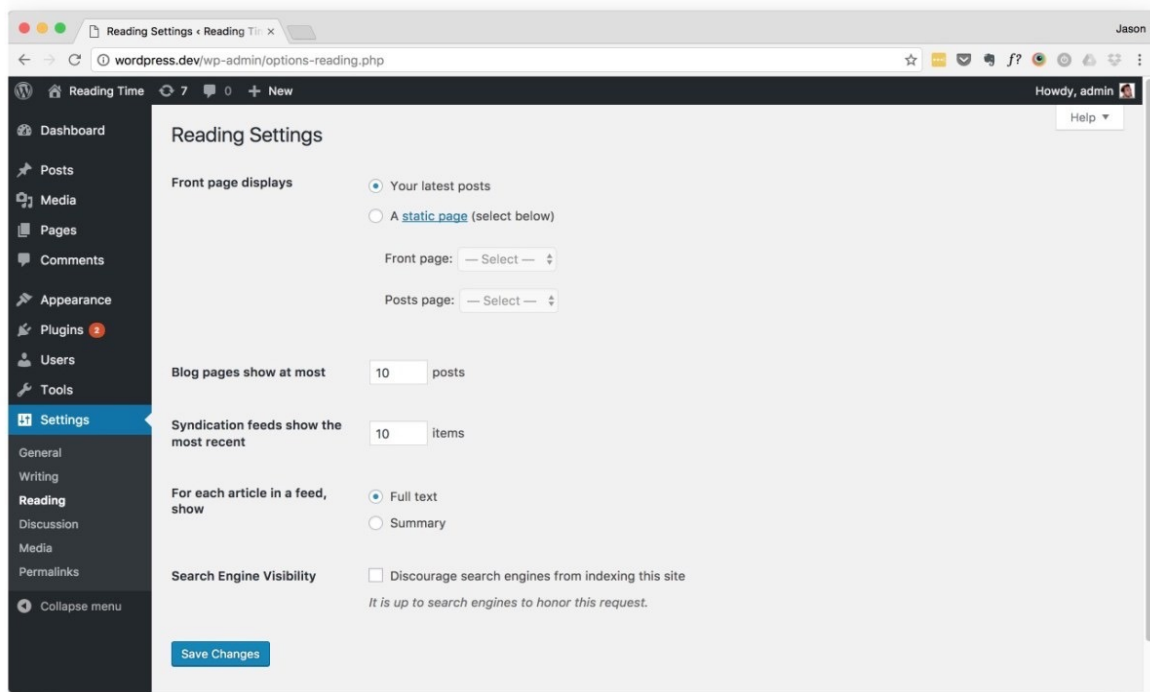 Reading Settings ‹ Reading Tim
Jason
wordpress.dev/wp-admin/options-reading.php
f?
Reading Time 7 0 + New
Howdy, admin
Help
Dashboard
Posts
Media
Pages
Comments
Appearance
Plugins 2
Users
Tools
Settings
General
Writing
Reading
Discussion
Media
Permalinks
Collapse menu
Reading Settings
Front page displays
Your latest posts
A static page (select below)
Front page: — Select —
Posts page: — Select —
Blog pages show at most
10 posts
Syndication feeds show the
most recent
10 items
For each article in a feed,
show
Full text
Summary
Search Engine Visibility
Discourage search engines from indexing this site
It is up to search engines to honor this request.
Save Changes